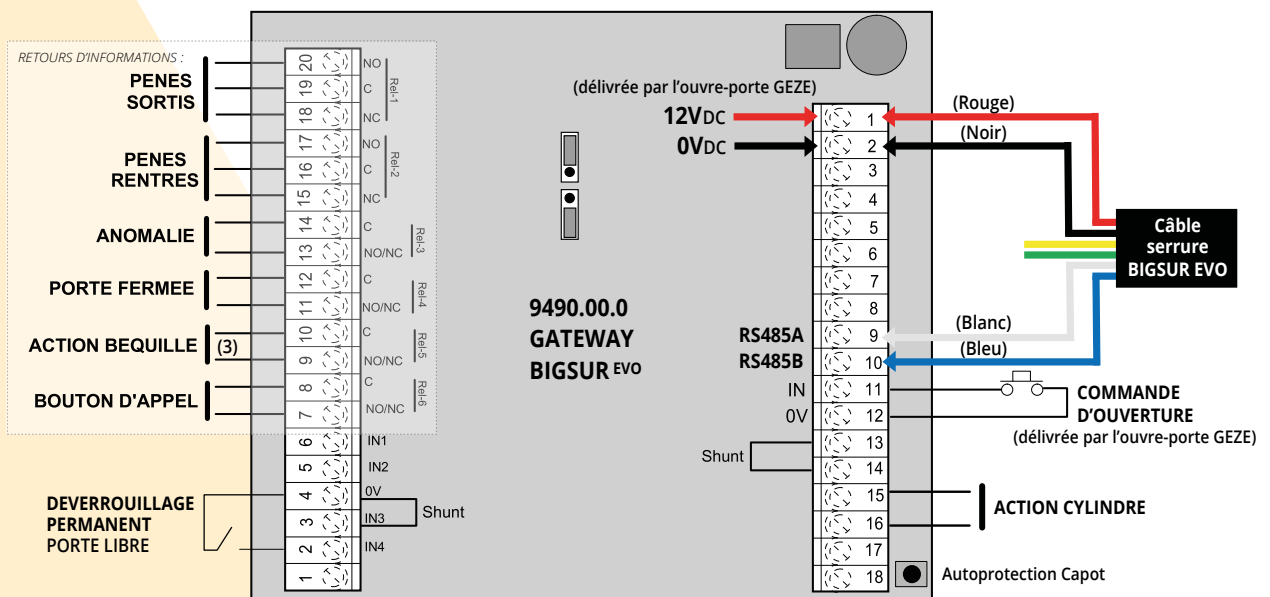 RETOURS D'INFORMATIONS :
PENES
SORTIS
PENES
RENTRES
ANOMALIE
PORTE FERMEE
ACTION BEQUILLE (3)
BOUTON D'APPEL
DEVERROUILLAGE
PERMANENT
PORTE LIBRE
20 NO
19 C
18 NC
Rel-1
17 NO
16 C
15 NC
Rel-2
14 C
13 NO/NC
Rel-3
12 C
11 NO/NC
Rel-4
10 C
9 NO/NC
Rel-5
8 C
7 NO/NC
Rel-6
6 IN1
5 IN2
4 0V
3 IN3
Shunt
2 IN4
1
9490.00.0
GATEWAY
BIGSUR EVO
(délivrée par l'ouvre-porte GEZE)
12VDC
0VDC
1
2
3
4
5
6
7
8
RS485A 9
RS485B 10
IN 11
0V 12
13
Shunt
14
15
16
17
18
(Rouge)
(Noir)
Câble
serrure
BIGSUR EVO
(Blanc)
(Bleu)
COMMANDE
D'OUVERTURE
(délivrée par l'ouvre-porte GEZE)
ACTION CYLINDRE
Autoprotection Capot